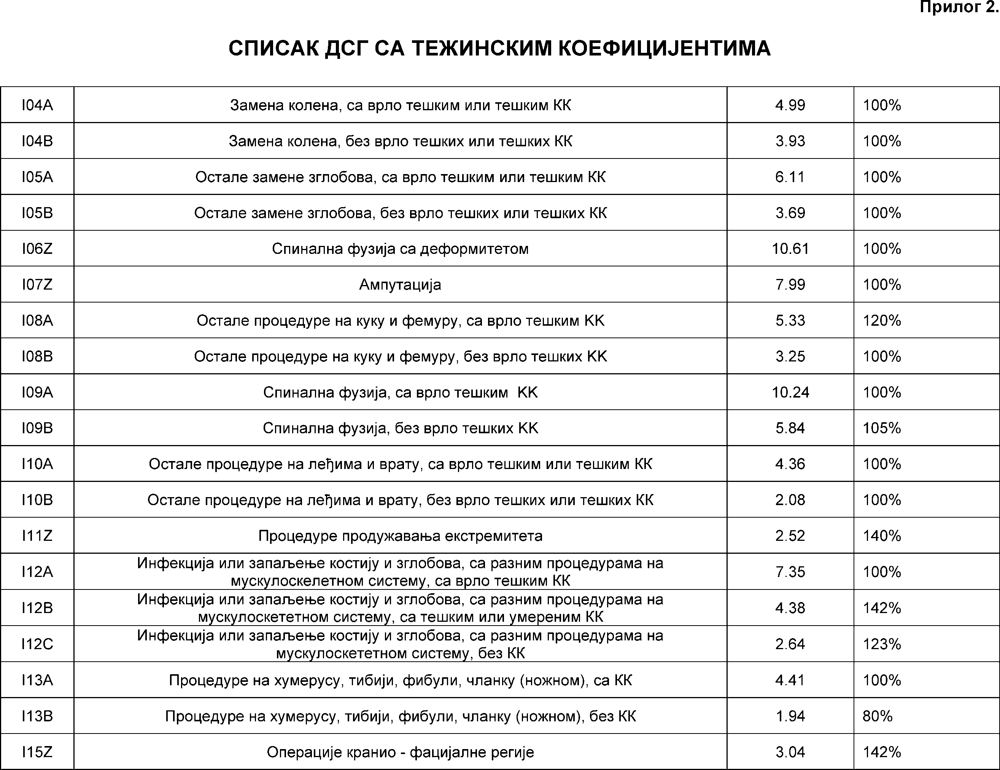 Прилог 2.
СПИСАК ДСГ СА ТЕЖИНСКИМ КОЕФИЦИЈЕНТИМА
I04A Замена колена, са врло тешким или тешким КК 4.99 100%
I04B Замена колена, без врло тешких или тешких КК 3.93 100%
I05A Остале замене зглобова, са врло тешким или тешким КК 6.11 100%
I05B Остале замене зглобова, без врло тешких или тешких КК 3.69 100%
I06Z Спинална фузија са деформитетом 10.61 100%
I07Z Ампутација 7.99 100%
I08A Остале процедуре на куку и фемуру, са врло тешким КК 5.33 120%
I08B Остале процедуре на куку и фемуру, без врло тешких КК 3.25 100%
I09A Спинална фузија, са врло тешким  КК 10.24 100%
I09B Спинална фузија, без врло тешких КК 5.84 105%
I10A Остале процедуре на леђима и врату, са врло тешким или тешким КК 4.36 100%
I10B Остале процедуре на леђима и врату, без врло тешких или тешких КК 2.08 100%
I11Z Процедуре продужавања екстремитета 2.52 140%
I12A Инфекција или запаљење костију и зглобова, са разним процедурама на
мускулоскелетном систему, са врло тешким КК 7.35 100%
I12B Инфекција или запаљење костију и зглобова, са разним процедурама на
мускулоскететном систему, са тешким или умереним КК 4.38 142%
I12C Инфекција или запаљење костију и зглобова, са разним процедурама на
мускулоскететном систему, без КК 2.64 123%
I13A Процедуре на хумерусу, тибији, фибули, чланку (ножном), са КК 4.41 100%
I13B Процедуре на хумерусу, тибији, фибули, чланку (ножном), без КК 1.94 80%
I15Z Операције кранио - фацијалне регије 3.04 142%